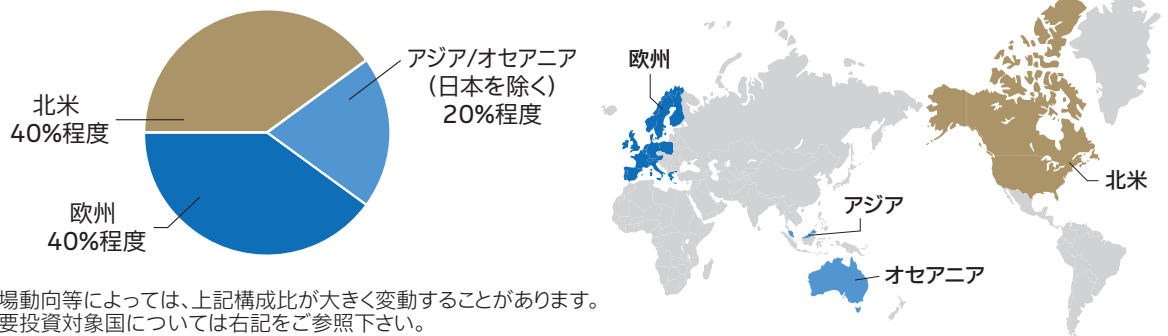 北米
40%程度
アジア/オセアニア
(日本を除く)
20%程度
欧州
40%程度
場動向等によっては、上記構成比が大きく変動することがあります。
要投資対象国については右記をご参照下さい。
欧州
アジア
オセアニア
北米